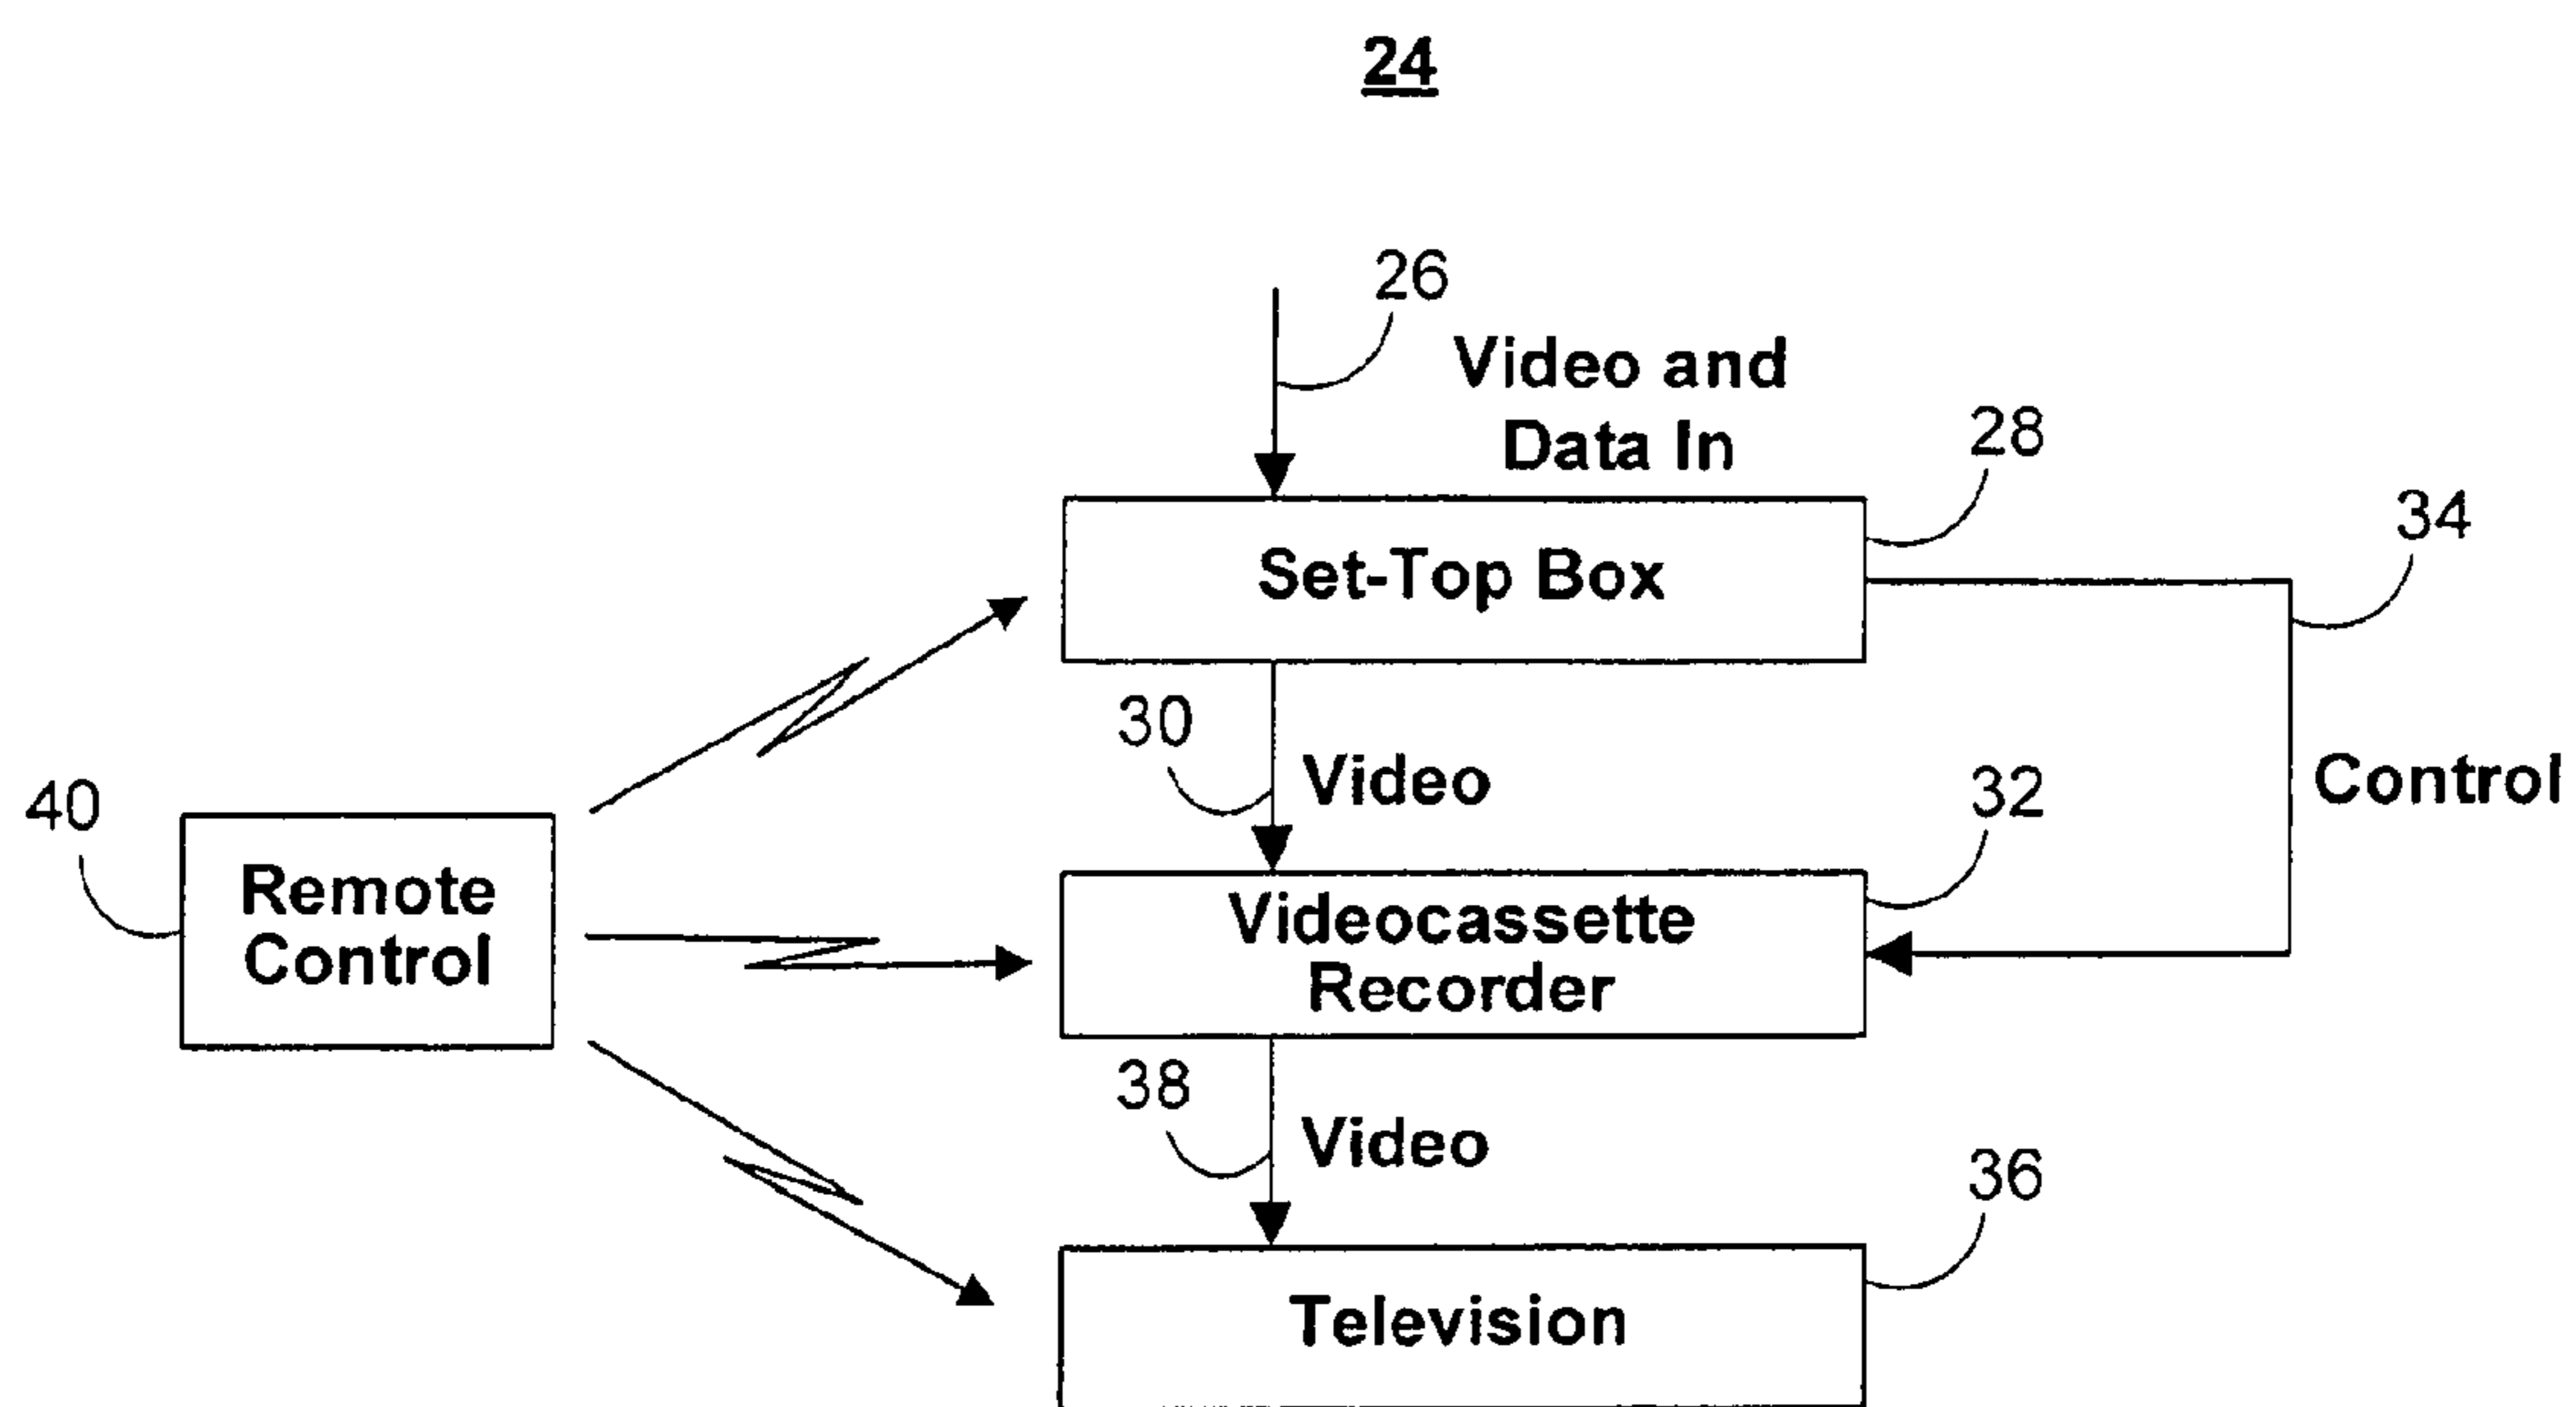 24
26
Video and
Data In
28
34
Set-Top Box
30
Video
Control
40
32
Remote
Control
Videocassette
Recorder
38
Video
36
Television